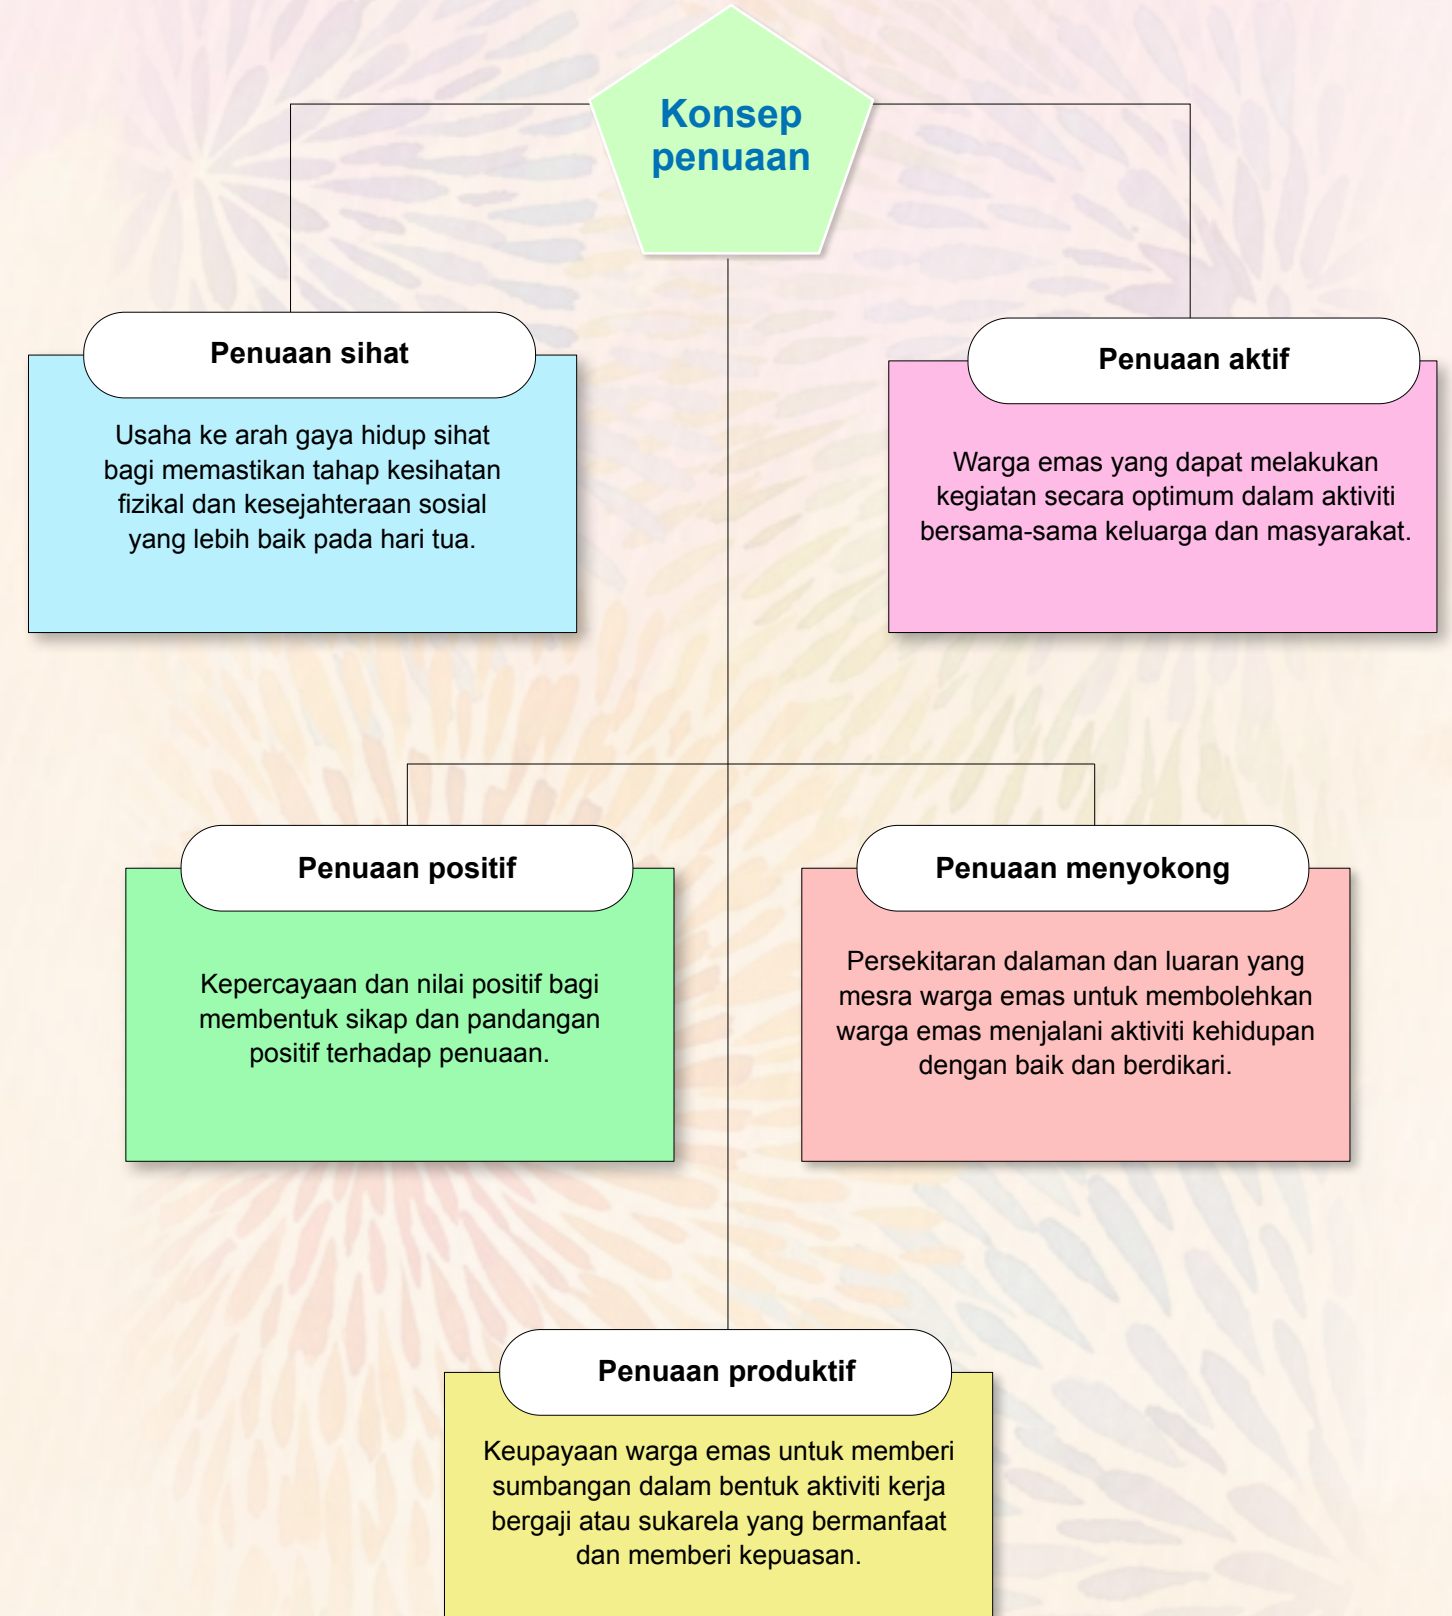 Konsep
penuaan
Penuaan sihat
Usaha ke arah gaya hidup sihat
bagi memastikan tahap kesihatan
fizikal dan kesejahteraan sosial
yang lebih baik pada hari tua.
Penuaan aktif
Warga emas yang dapat melakukan
kegiatan secara optimum dalam aktiviti
bersama-sama keluarga dan masyarakat.
Penuaan positif
Kepercayaan dan nilai positif bagi
membentuk sikap dan pandangan
positif terhadap penuaan.
Penuaan menyokong
Persekitaran dalaman dan luaran yang
mesra warga emas untuk membolehkan
warga emas menjalani aktiviti kehidupan
dengan baik dan berdikari.
Penuaan produktif
Keupayaan warga emas untuk memberi
sumbangan dalam bentuk aktiviti kerja
bergaji atau sukarela yang bermanfaat
dan memberi kepuasan.